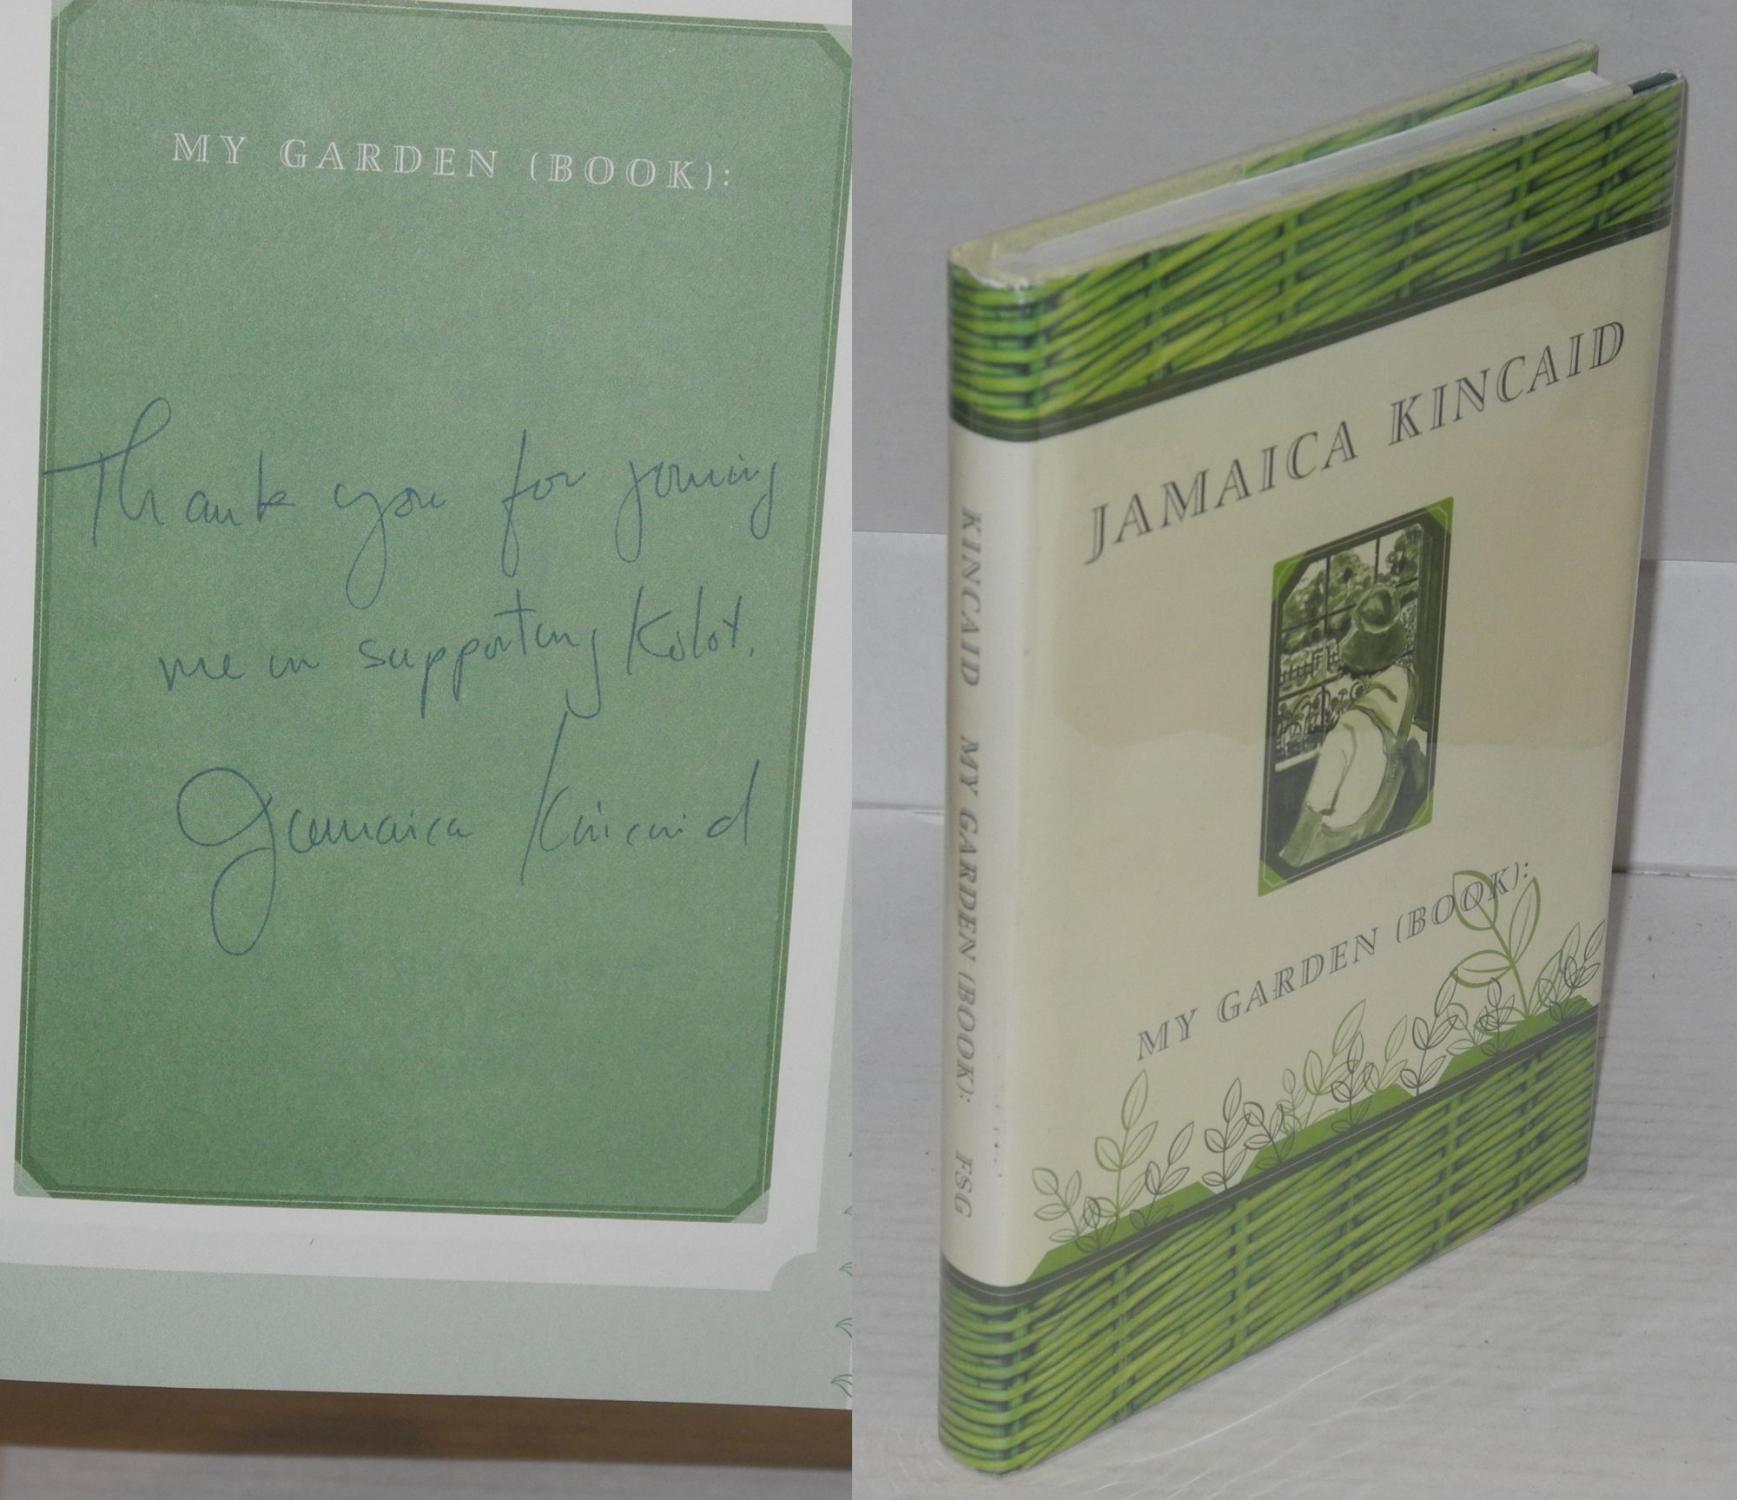 MY GARDEN (BOOK):
Thank you for joining
me in supporting Kolot.
Jamaica Kincaid
JAMAICA KINCAID
MY GARDEN (BOOK):
KINCAID MY GARDEN (BOOK): FSG